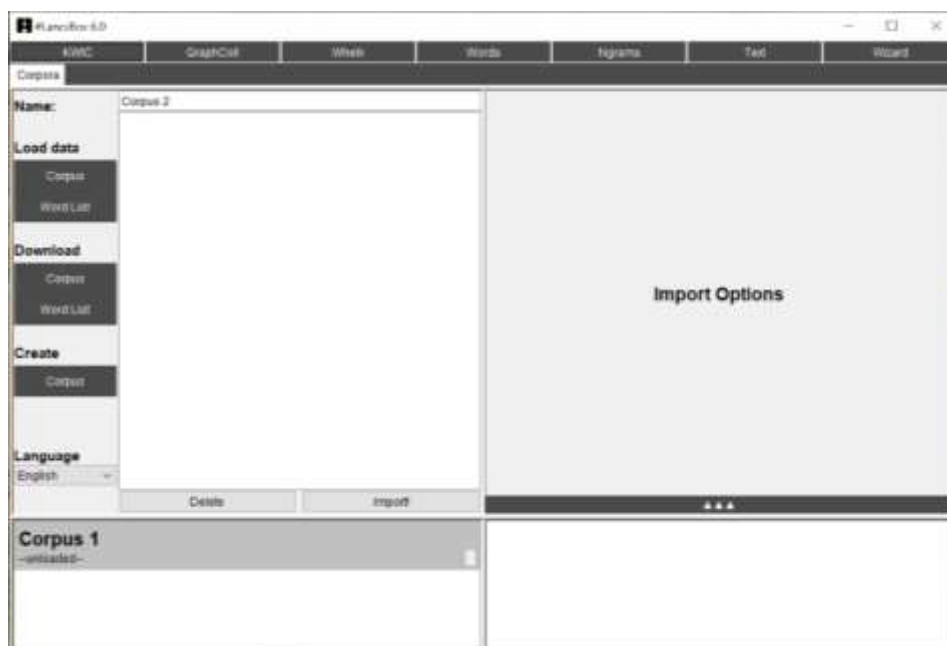 #LancsBox 6.0
KWIC GraphColl Whelk Words Ngrams Text Wizard
Corpora
Name: Corpus 2
Load data
Corpus
Word List
Download
Corpus
Word List
Create
Corpus
Language
English
Delete Import!
Import Options
▲▲▲
Corpus 1
--unloaded--